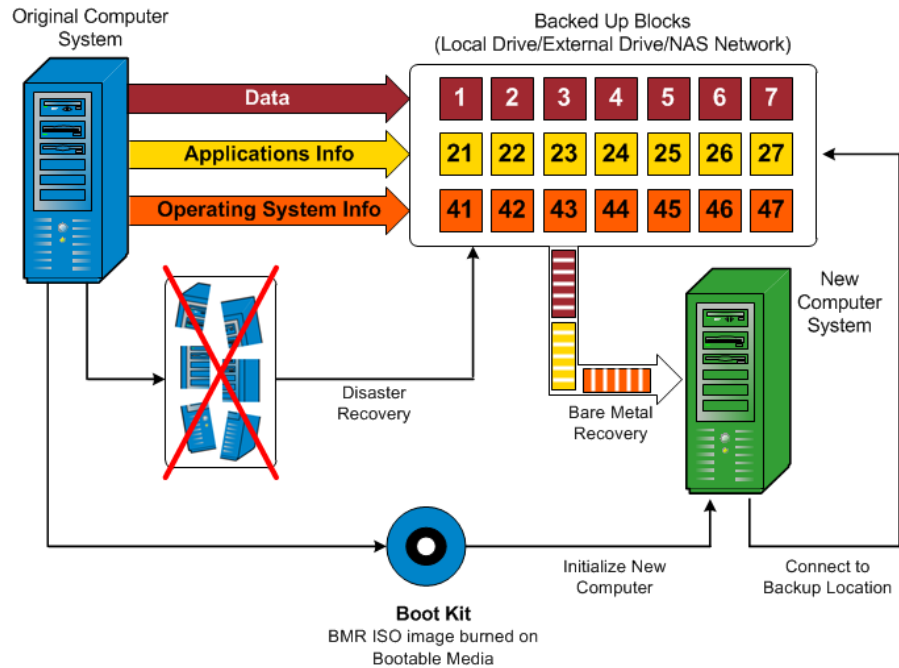 Original Computer
System
Backed Up Blocks
(Local Drive/External Drive/NAS Network)
Data
1 2 3 4 5 6 7
Applications Info
21 22 23 24 25 26 27
Operating System Info
41 42 43 44 45 46 47
New
Computer
System
Disaster
Recovery
Bare Metal
Recovery
Initialize New
Computer
Connect to
Backup Location
Boot Kit
BMR ISO image burned on
Bootable Media